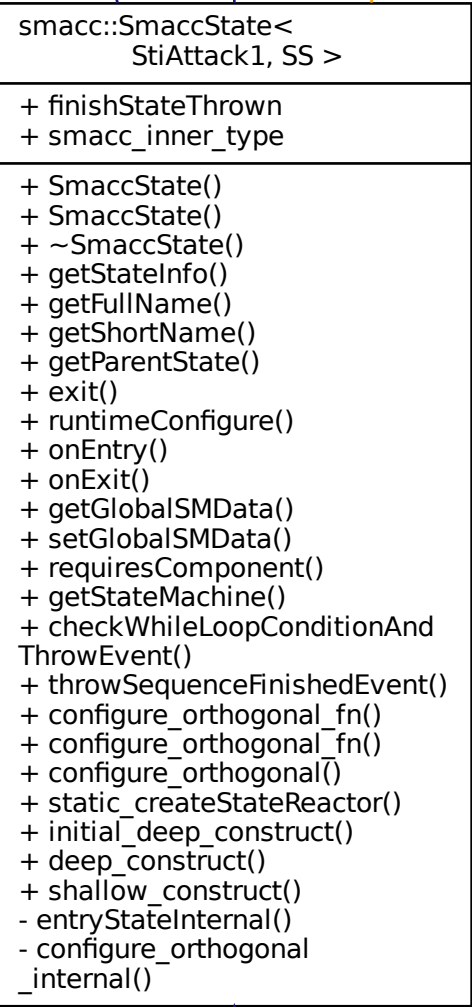 smacc::SmaccState<
StiAttack1, SS >
+ finishStateThrown
+ smacc_inner_type
+ SmaccState()
+ SmaccState()
+ ~SmaccState()
+ getStateInfo()
+ getFullName()
+ getShortName()
+ getParentState()
+ exit()
+ runtimeConfigure()
+ onEntry()
+ onExit()
+ getGlobalSMData()
+ setGlobalSMData()
+ requiresComponent()
+ getStateMachine()
+ checkWhileLoopConditionAnd
ThrowEvent()
+ throwSequenceFinishedEvent()
+ configure_orthogonal_fn()
+ configure_orthogonal_fn()
+ configure_orthogonal()
+ static_createStateReactor()
+ initial_deep_construct()
+ deep_construct()
+ shallow_construct()
- entryStateInternal()
- configure_orthogonal
_internal()